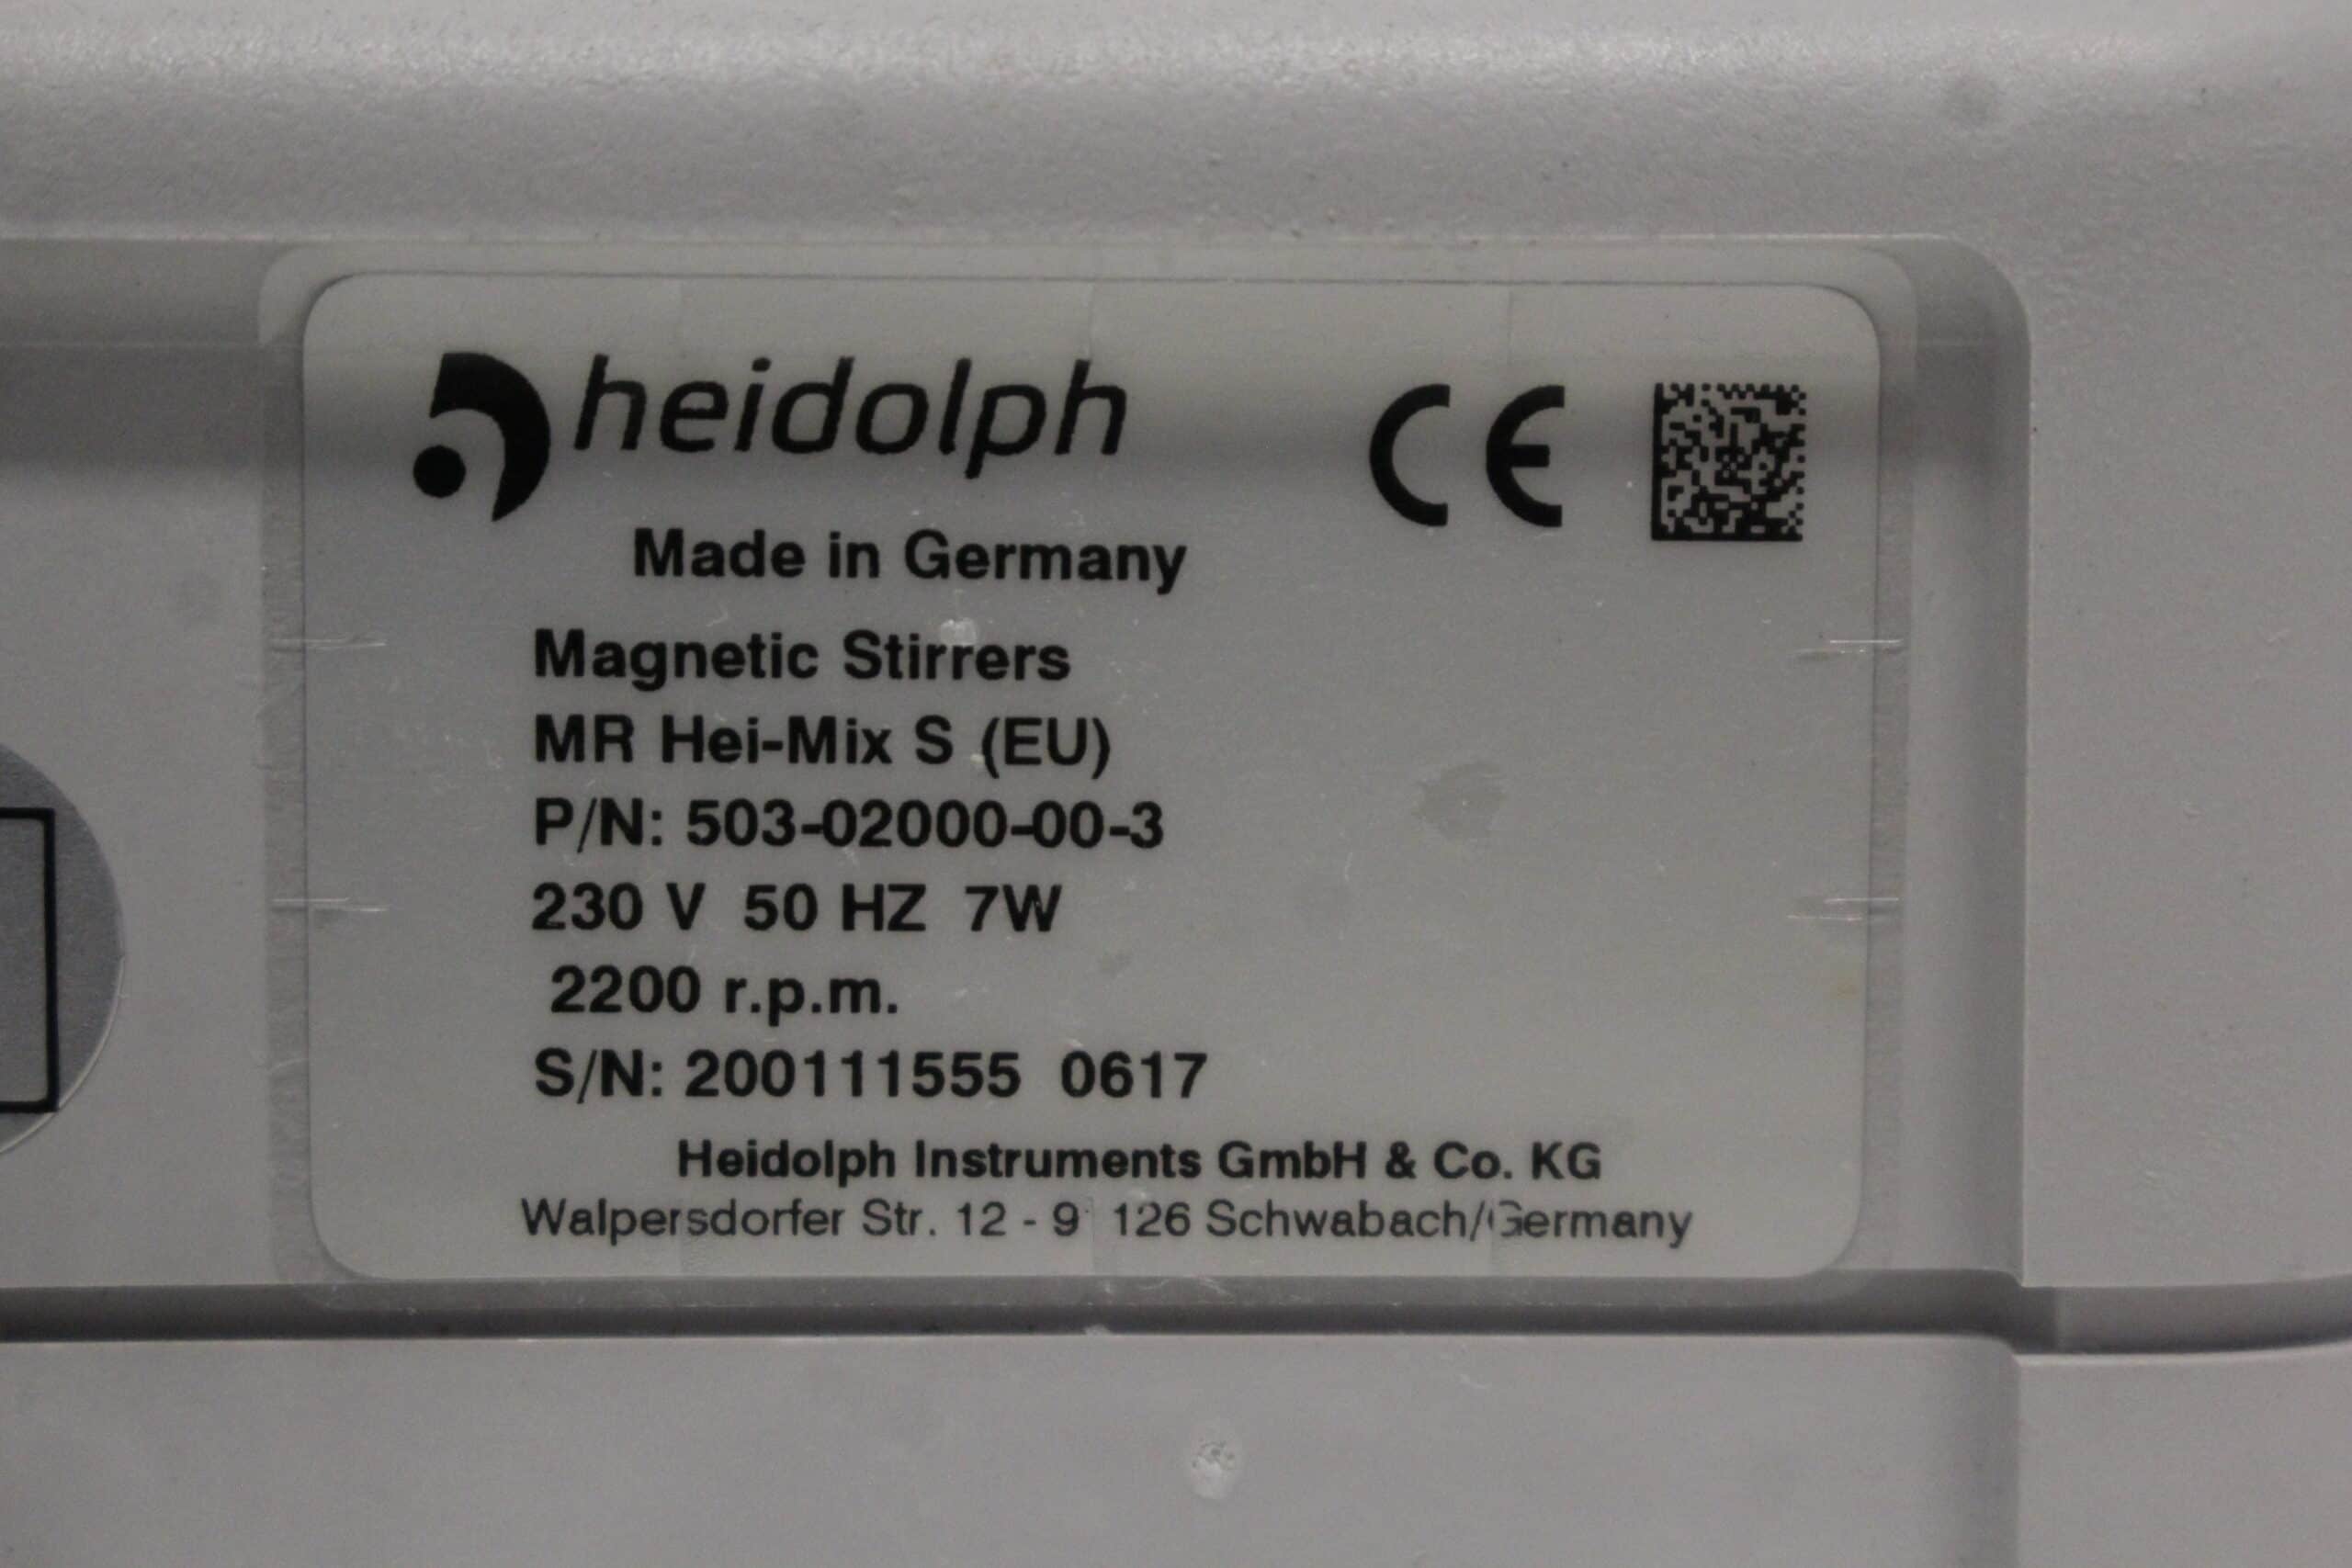 heidolph CE
Made in Germany
Magnetic Stirrers
MR Hei-Mix S (EU)
P/N: 503-02000-00-3
230 V 50 HZ 7W
2200 r.p.m.
S/N: 200111555 0617
Heidolph Instruments GmbH & Co. KG
Walpersdorfer Str. 12 - 9 126 Schwabach/Germany